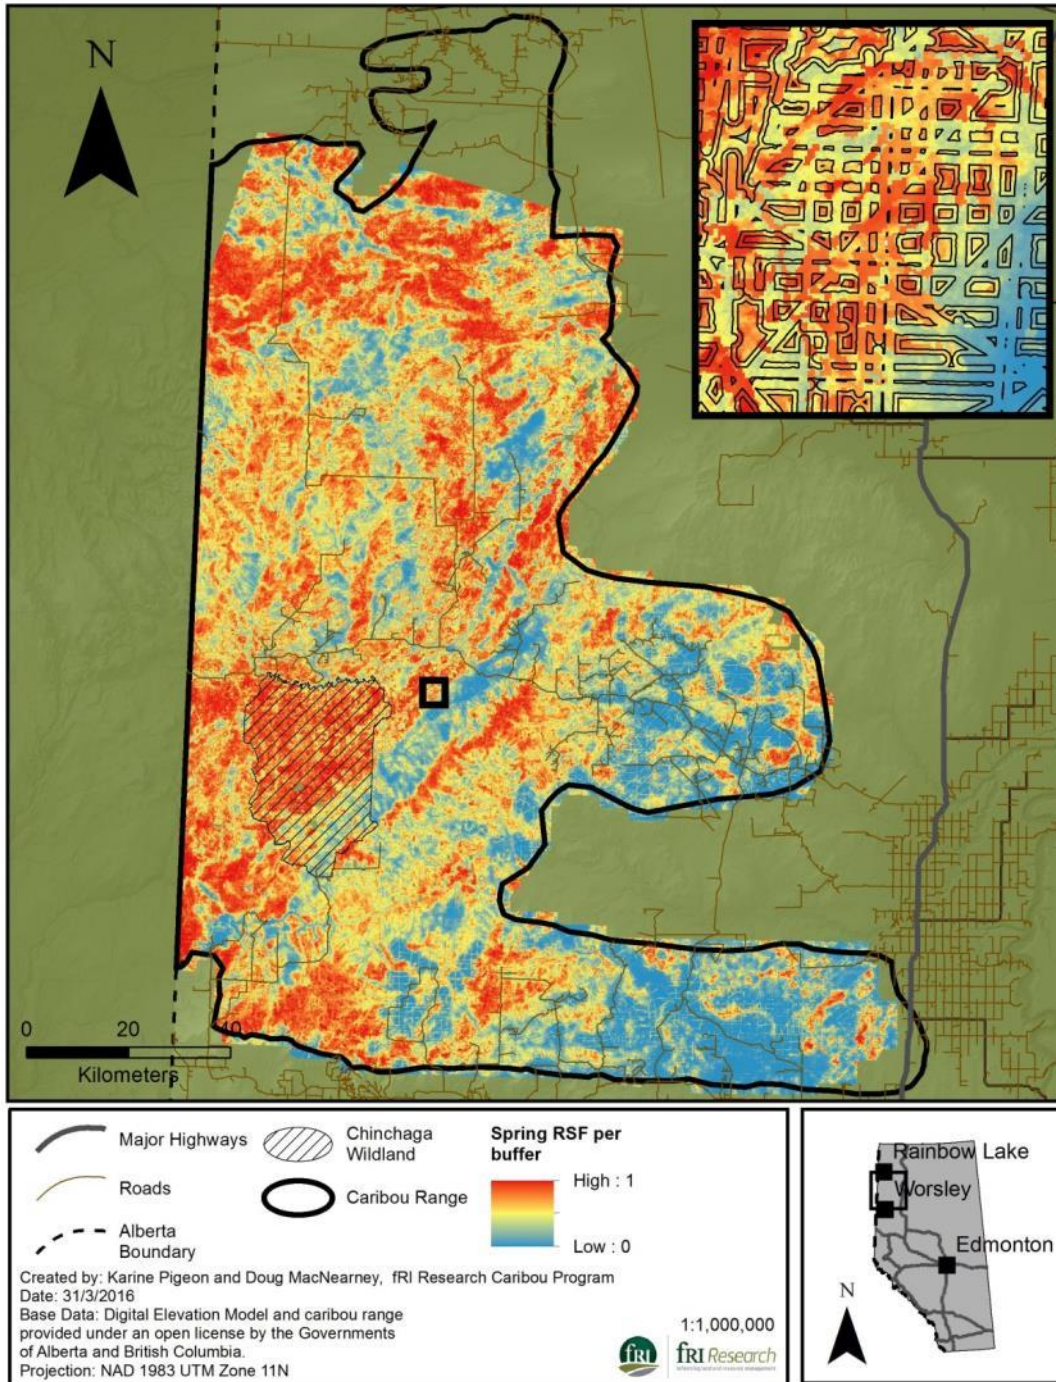 N
0 20 40
Kilometers
Major Highways
Roads
Alberta
Boundary
Chinchaga
Wildland
Caribou Range
Spring RSF per
buffer
High : 1
Low : 0
Created by: Karine Pigeon and Doug MacNearney, fRI Research Caribou Program
Date: 31/3/2016
Base Data: Digital Elevation Model and caribou range
provided under an open license by the Governments
of Alberta and British Columbia.
Projection: NAD 1983 UTM Zone 11N
1:1,000,000
fRI
fRI Research
Rainbow Lake
Worsley
Edmonton
N